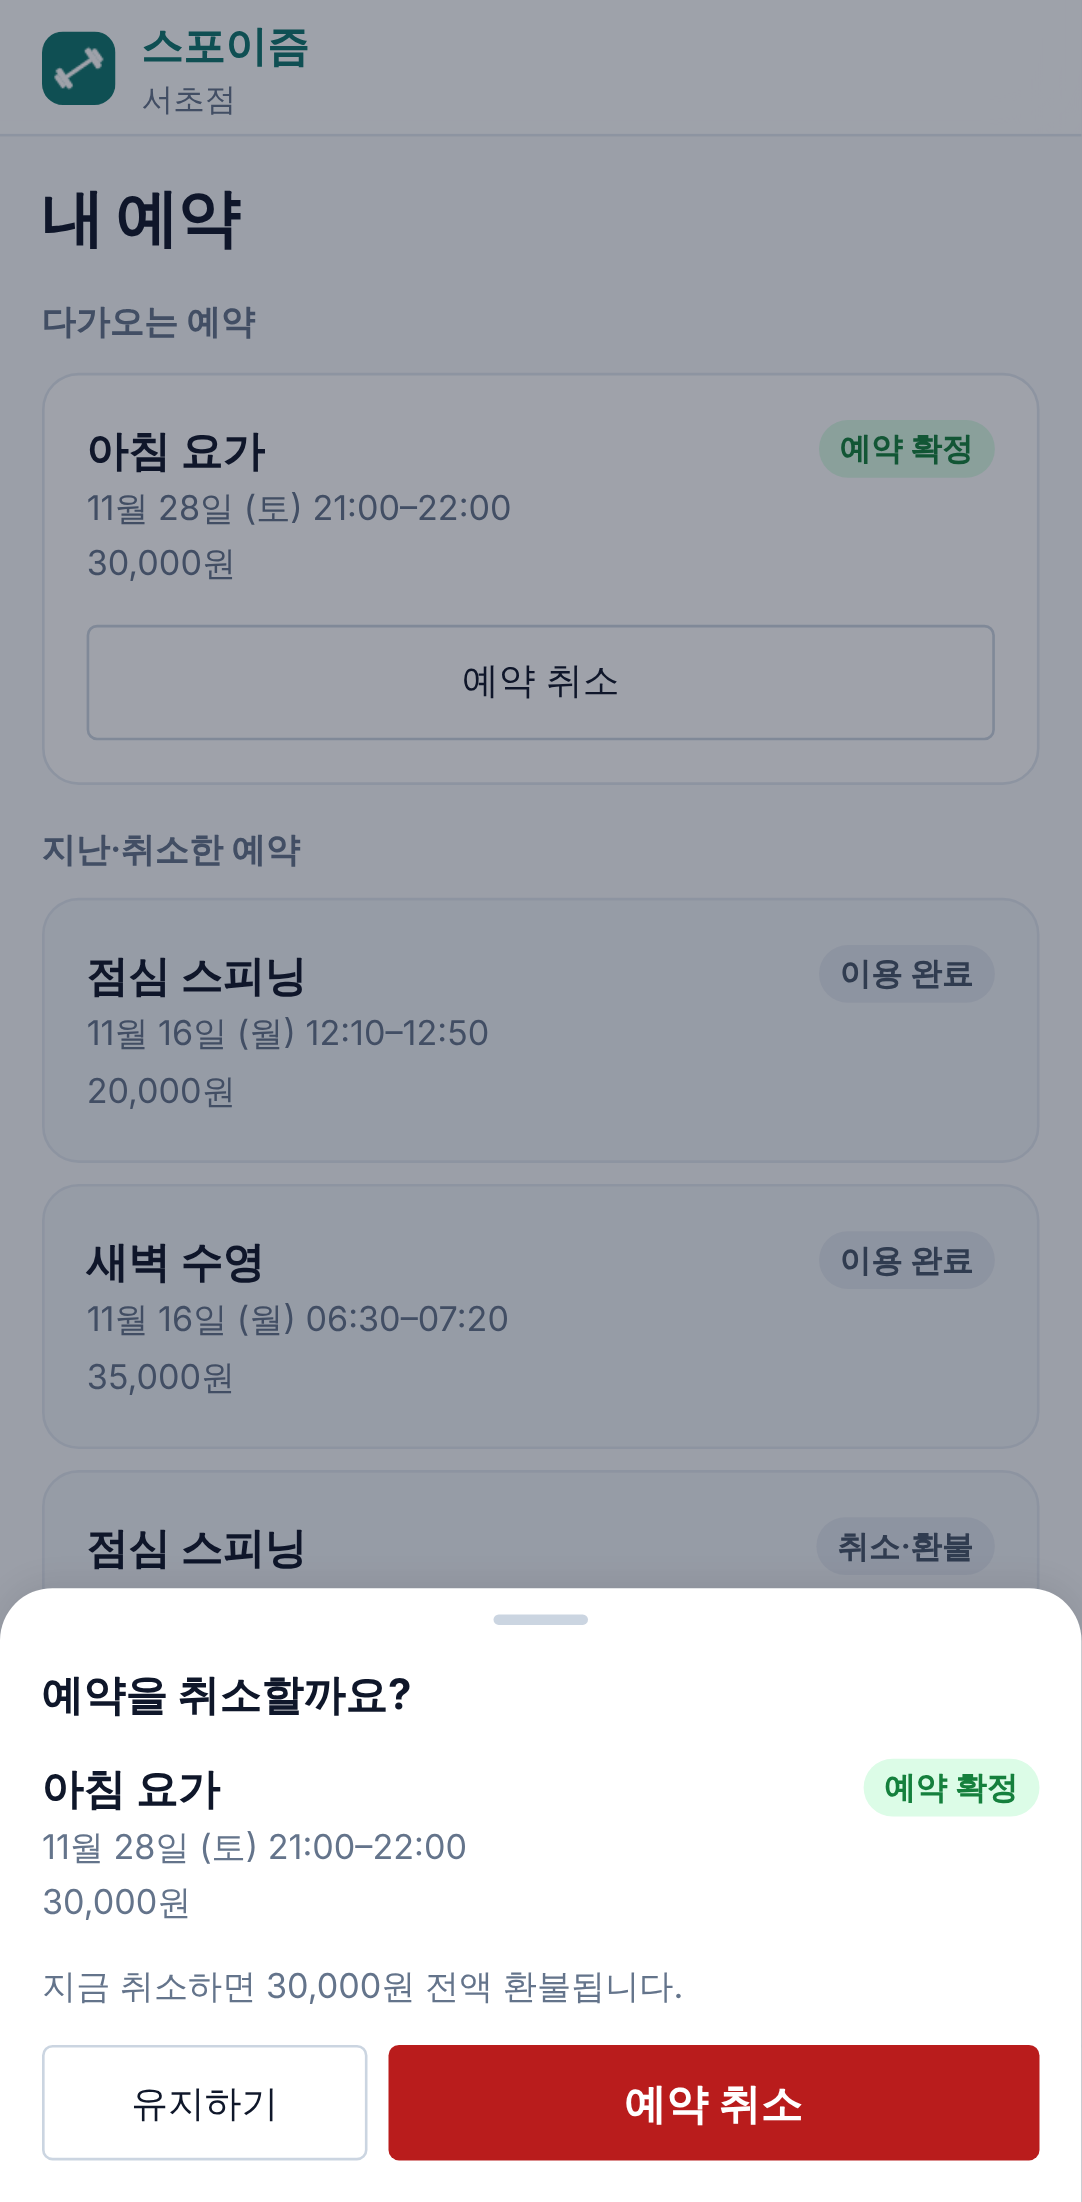 스포이즘
서초점
내 예약
다가오는 예약
아침 요가
예약 확정
11월 28일 (토) 21:00–22:00
30,000원
예약 취소
지난·취소한 예약
점심 스피닝
이용 완료
11월 16일 (월) 12:10–12:50
20,000원
새벽 수영
이용 완료
11월 16일 (월) 06:30–07:20
35,000원
점심 스피닝
취소·환불
예약을 취소할까요?
아침 요가
예약 확정
11월 28일 (토) 21:00–22:00
30,000원
지금 취소하면 30,000원 전액 환불됩니다.
유지하기
예약 취소